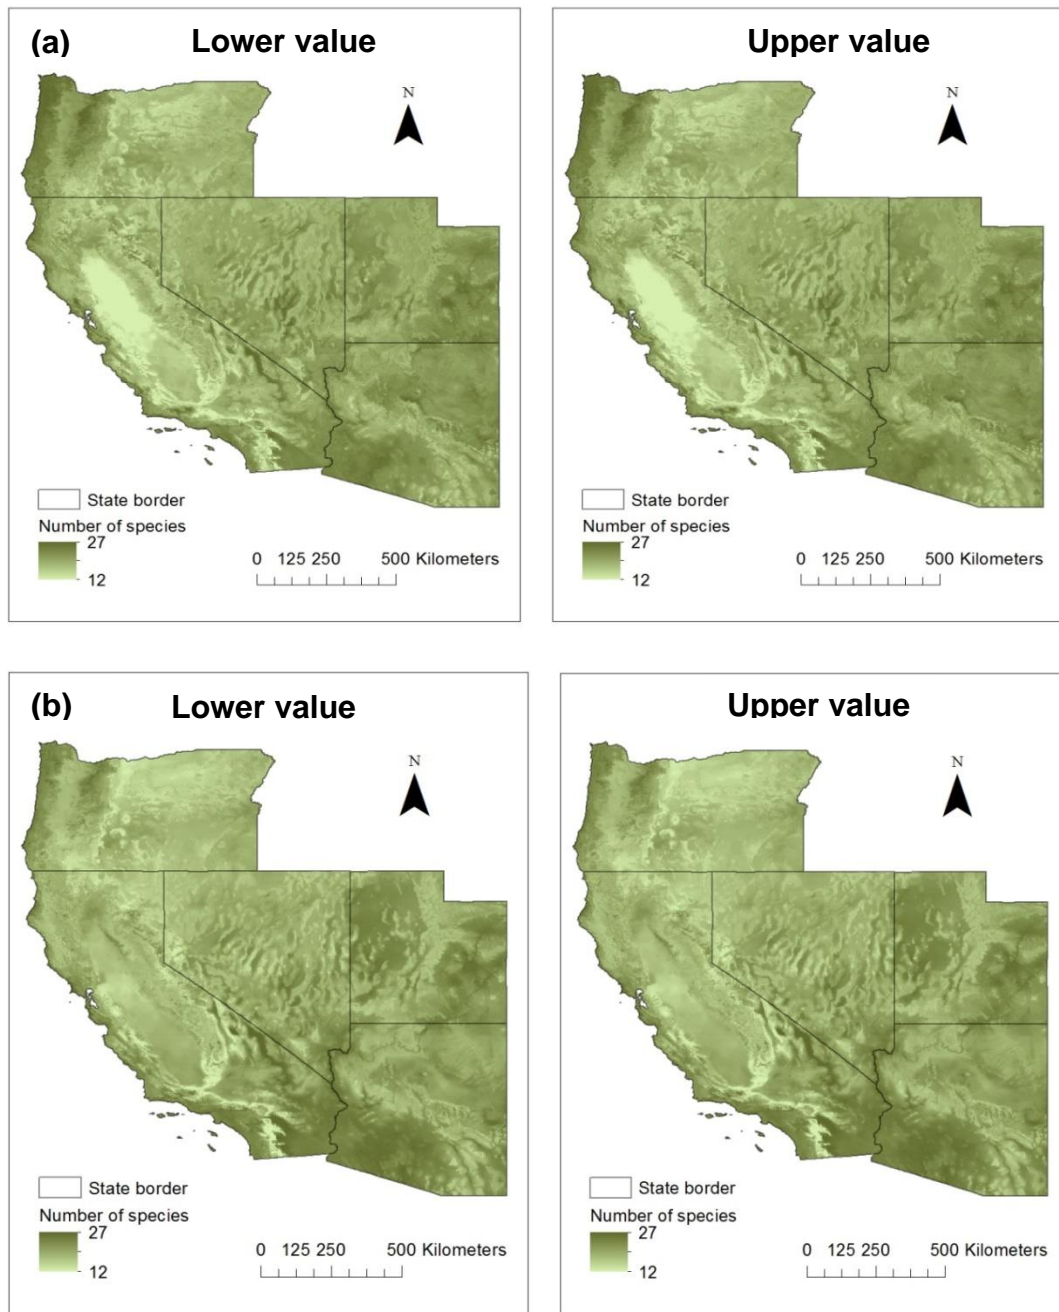 (a) Lower value
N
State border
Number of species
27
12
0 125 250 500 Kilometers
Upper value
N
State border
Number of species
27
12
0 125 250 500 Kilometers
(b) Lower value
N
State border
Number of species
27
12
0 125 250 500 Kilometers
Upper value
N
State border
Number of species
27
12
0 125 250 500 Kilometers